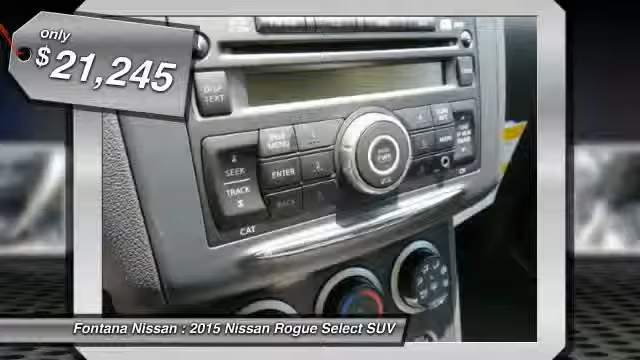 only
$21,245
DISP
TEXT
MENU
SEEK
TRACK
ENTER
BACK
CAT
VOL
Fontana Nissan : 2015 Nissan Rogue Select SUV